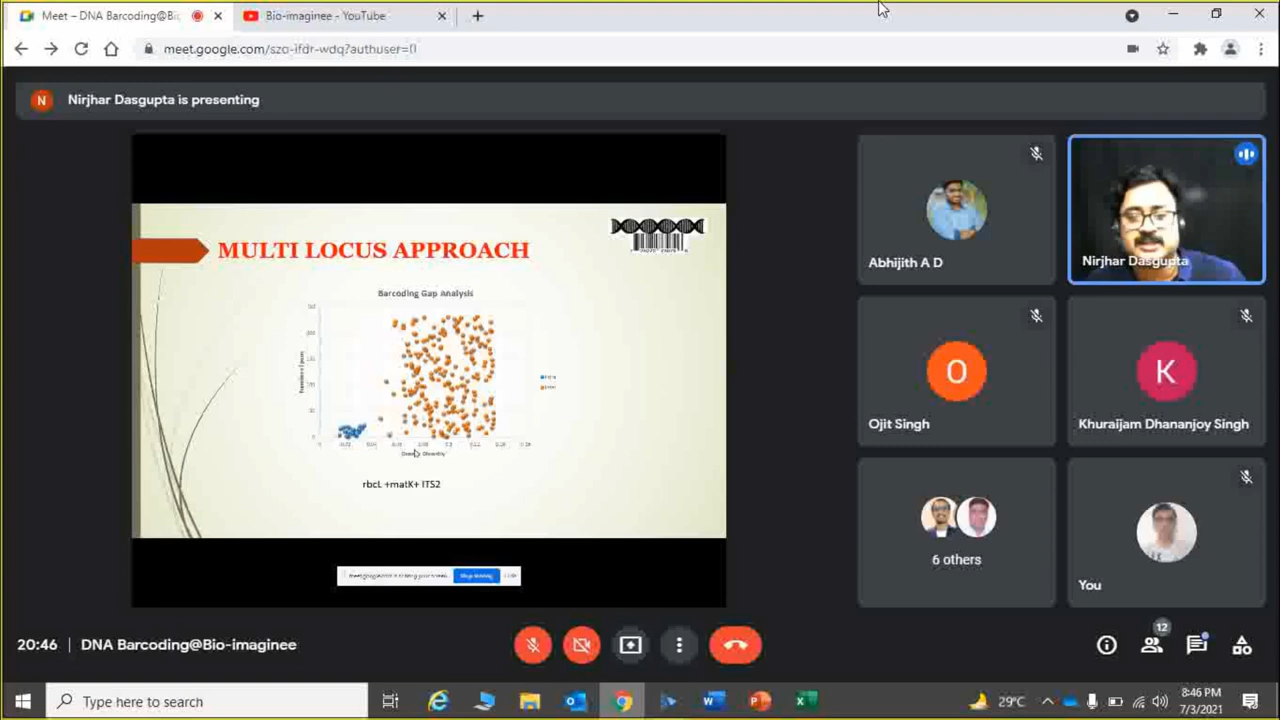 Meet – DNA Barcoding@Bi
Bio-imaginee - YouTube
meet.google.com/szo-ifdr-wdq?authuser=0
N
Nirjhar Dasgupta is presenting
MULTI LOCUS APPROACH
Barcoding Gap Analysis
rbcL +matK+ ITS2
Abhijith A D
Nirjhar Dasgupta
O
Ojit Singh
K
Khuraijam Dhananjoy Singh
6 others
You
20:46 | DNA Barcoding@Bio-imaginee
12
Type here to search
29°C
8:46 PM
7/3/2021